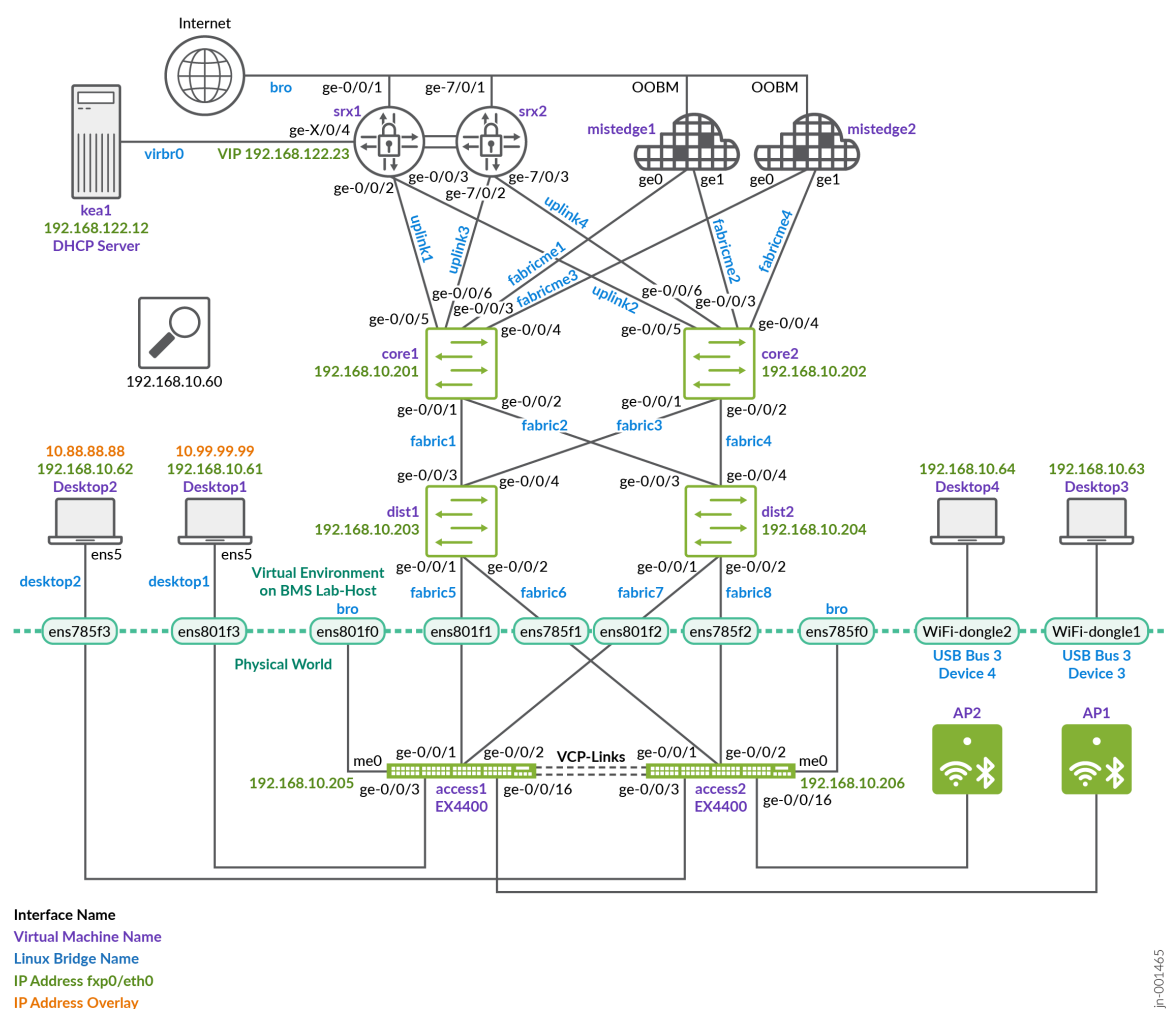 Internet
bro
ge-0/0/1
ge-7/0/1
OOBM
OOBM
srx1
srx2
mistedge1
mistedge2
ge-X/0/4
virbr0
VIP 192.168.122.23
ge-0/0/2
ge-0/0/3
ge-7/0/2
ge-7/0/3
ge0
ge1
ge0
ge1
kea1
192.168.122.12
DHCP Server
uplink1
uplink3
uplink4
fabricme1
fabricme3
uplink2
fabricme2
fabricme4
ge-0/0/6
ge-0/0/3
ge-0/0/5
ge-0/0/4
ge-0/0/6
ge-0/0/3
ge-0/0/5
ge-0/0/4
core1
192.168.10.201
core2
192.168.10.202
192.168.10.60
ge-0/0/1
ge-0/0/2
ge-0/0/1
ge-0/0/2
fabric1
fabric2
fabric3
fabric4
10.88.88.88
192.168.10.62
Desktop2
10.99.99.99
192.168.10.61
Desktop1
ge-0/0/3
ge-0/0/4
ge-0/0/3
ge-0/0/4
192.168.10.64
Desktop4
192.168.10.63
Desktop3
dist1
192.168.10.203
dist2
192.168.10.204
ens5
ens5
desktop2
desktop1
Virtual Environment
on BMS Lab-Host
bro
ge-0/0/1
ge-0/0/2
ge-0/0/1
ge-0/0/2
fabric5
fabric6
fabric7
fabric8
bro
ens785f3
ens801f3
ens801f0
ens801f1
ens785f1
ens801f2
ens785f2
ens785f0
WiFi-dongle2
WiFi-dongle1
Physical World
USB Bus 3
Device 4
USB Bus 3
Device 3
AP2
AP1
me0
ge-0/0/1
ge-0/0/2
VCP-Links
ge-0/0/1
ge-0/0/2
me0
192.168.10.205
ge-0/0/3
access1
EX4400
ge-0/0/16
ge-0/0/3
access2
EX4400
192.168.10.206
ge-0/0/16
Interface Name
Virtual Machine Name
Linux Bridge Name
IP Address fxp0/eth0
IP Address Overlay
jn-001465